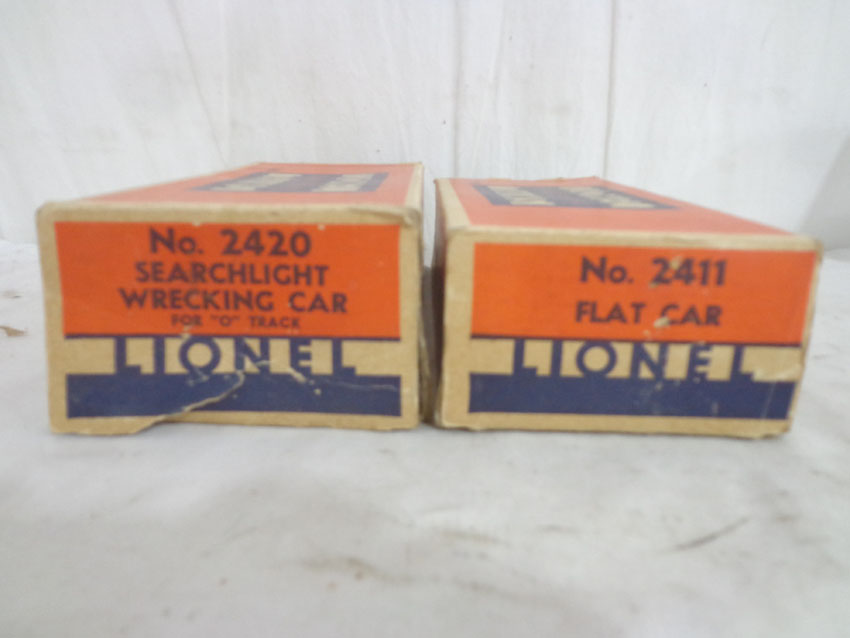 No. 2420
SEARCHLIGHT
WRECKING CAR
FOR "O" TRACK
LIONEL
No. 2411
FLAT CAR
LIONEL